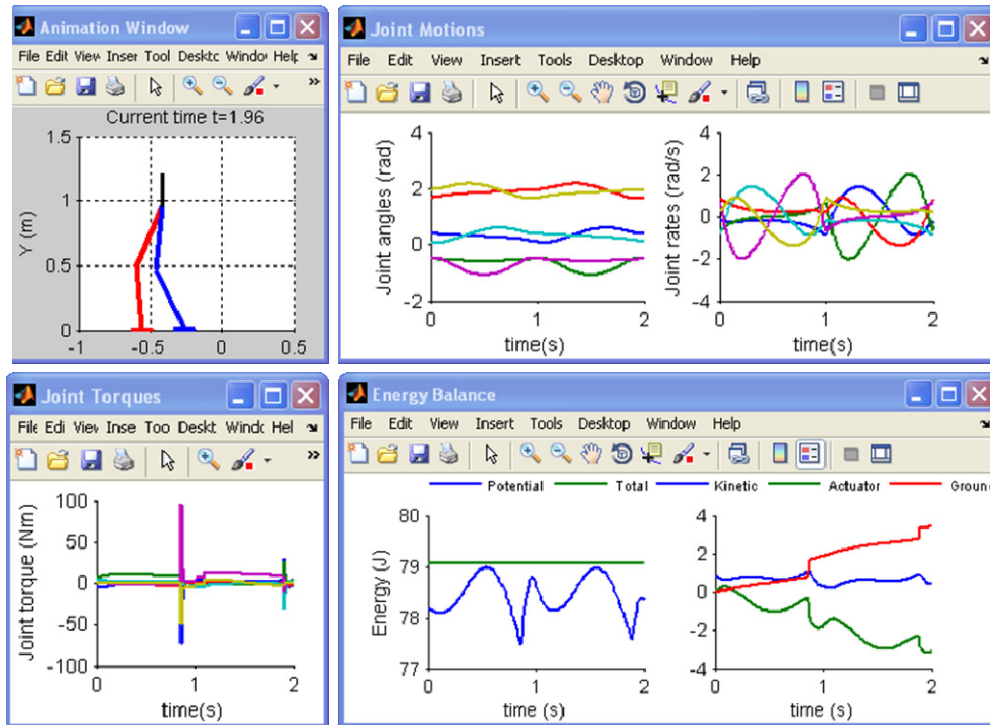 Animation Window
File Edit View Inser Tool Desktc Windov Help
Current time t=1.96
1.5
1
0.5
0
Y (m)
-1 -0.5 0 0.5
Joint Motions
File Edit View Insert Tools Desktop Window Help
4
2
0
-2
Joint angles (rad)
0 1 2
time(s)
4
2
0
-2
-4
Joint rates (rad/s)
0 1 2
time(s)
Joint Torques
File Edi View Inse Too Deskt Windc Hel
100
50
0
-50
-100
Joint torque (Nm)
0 1 2
time(s)
Energy Balance
File Edit View Insert Tools Desktop Window Help
Potential Total Kinetic Actuator Groun
80
79
78
77
Energy (J)
0 1 2
time (s)
4
2
0
-2
-4
0 1 2
time (s)